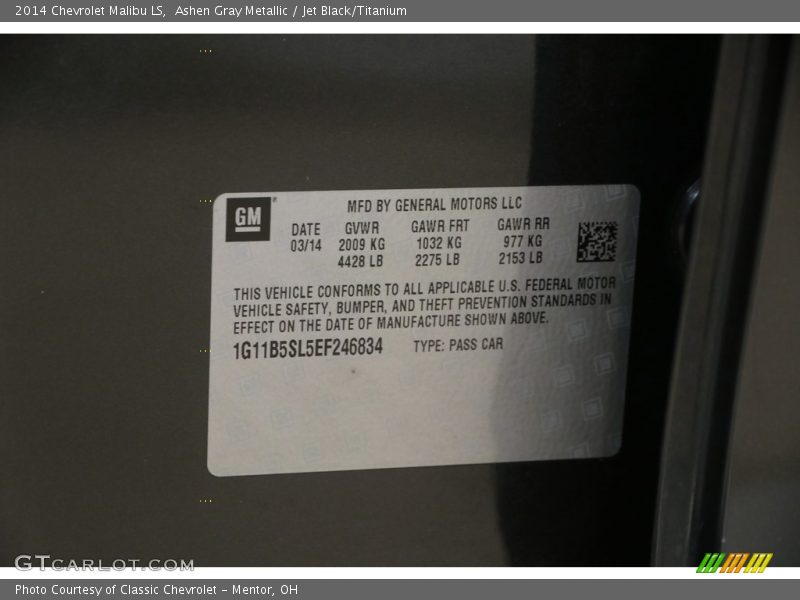 2014 Chevrolet Malibu LS,  Ashen Gray Metallic / Jet Black/Titanium
GM
MFD BY GENERAL MOTORS LLC
DATE GVWR GAWR FRT GAWR RR
03/14 2009 KG 1032 KG 977 KG
4428 LB 2275 LB 2153 LB
THIS VEHICLE CONFORMS TO ALL APPLICABLE U.S. FEDERAL MOTOR
VEHICLE SAFETY, BUMPER, AND THEFT PREVENTION STANDARDS IN
EFFECT ON THE DATE OF MANUFACTURE SHOWN ABOVE.
1G11B5SL5EF246834 TYPE: PASS CAR
GTCARLOT.COM
Photo Courtesy of Classic Chevrolet - Mentor, OH